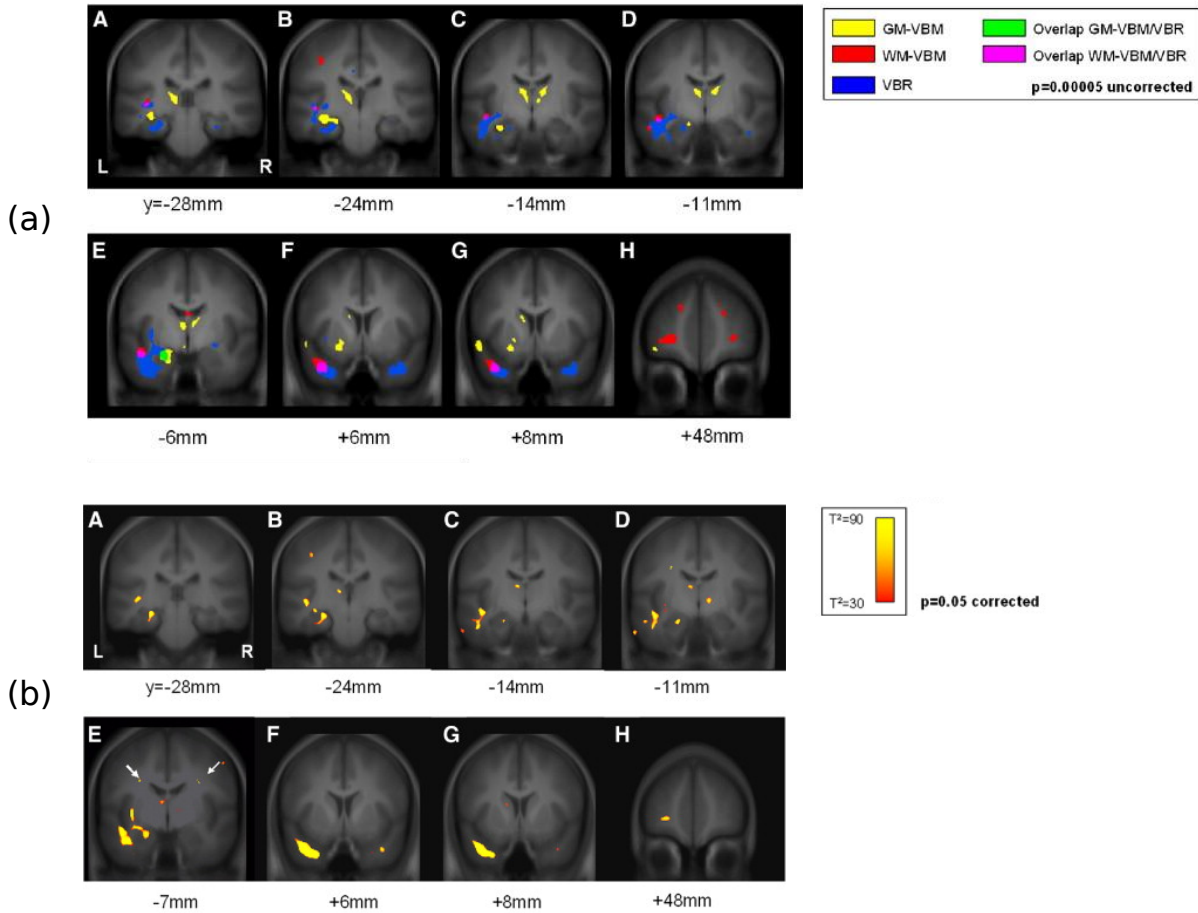 A B C D
L R
y=-28mm -24mm -14mm -11mm
GM-VBM Overlap GM-VBM/VBR
WM-VBM Overlap WM-VBM/VBR
VBR p=0.00005 uncorrected
(a)
E F G H
-6mm +6mm +8mm +48mm
A B C D
L R
y=-28mm -24mm -14mm -11mm
T²=90
T²=30
p=0.05 corrected
(b)
E F G H
-7mm +6mm +8mm +48mm